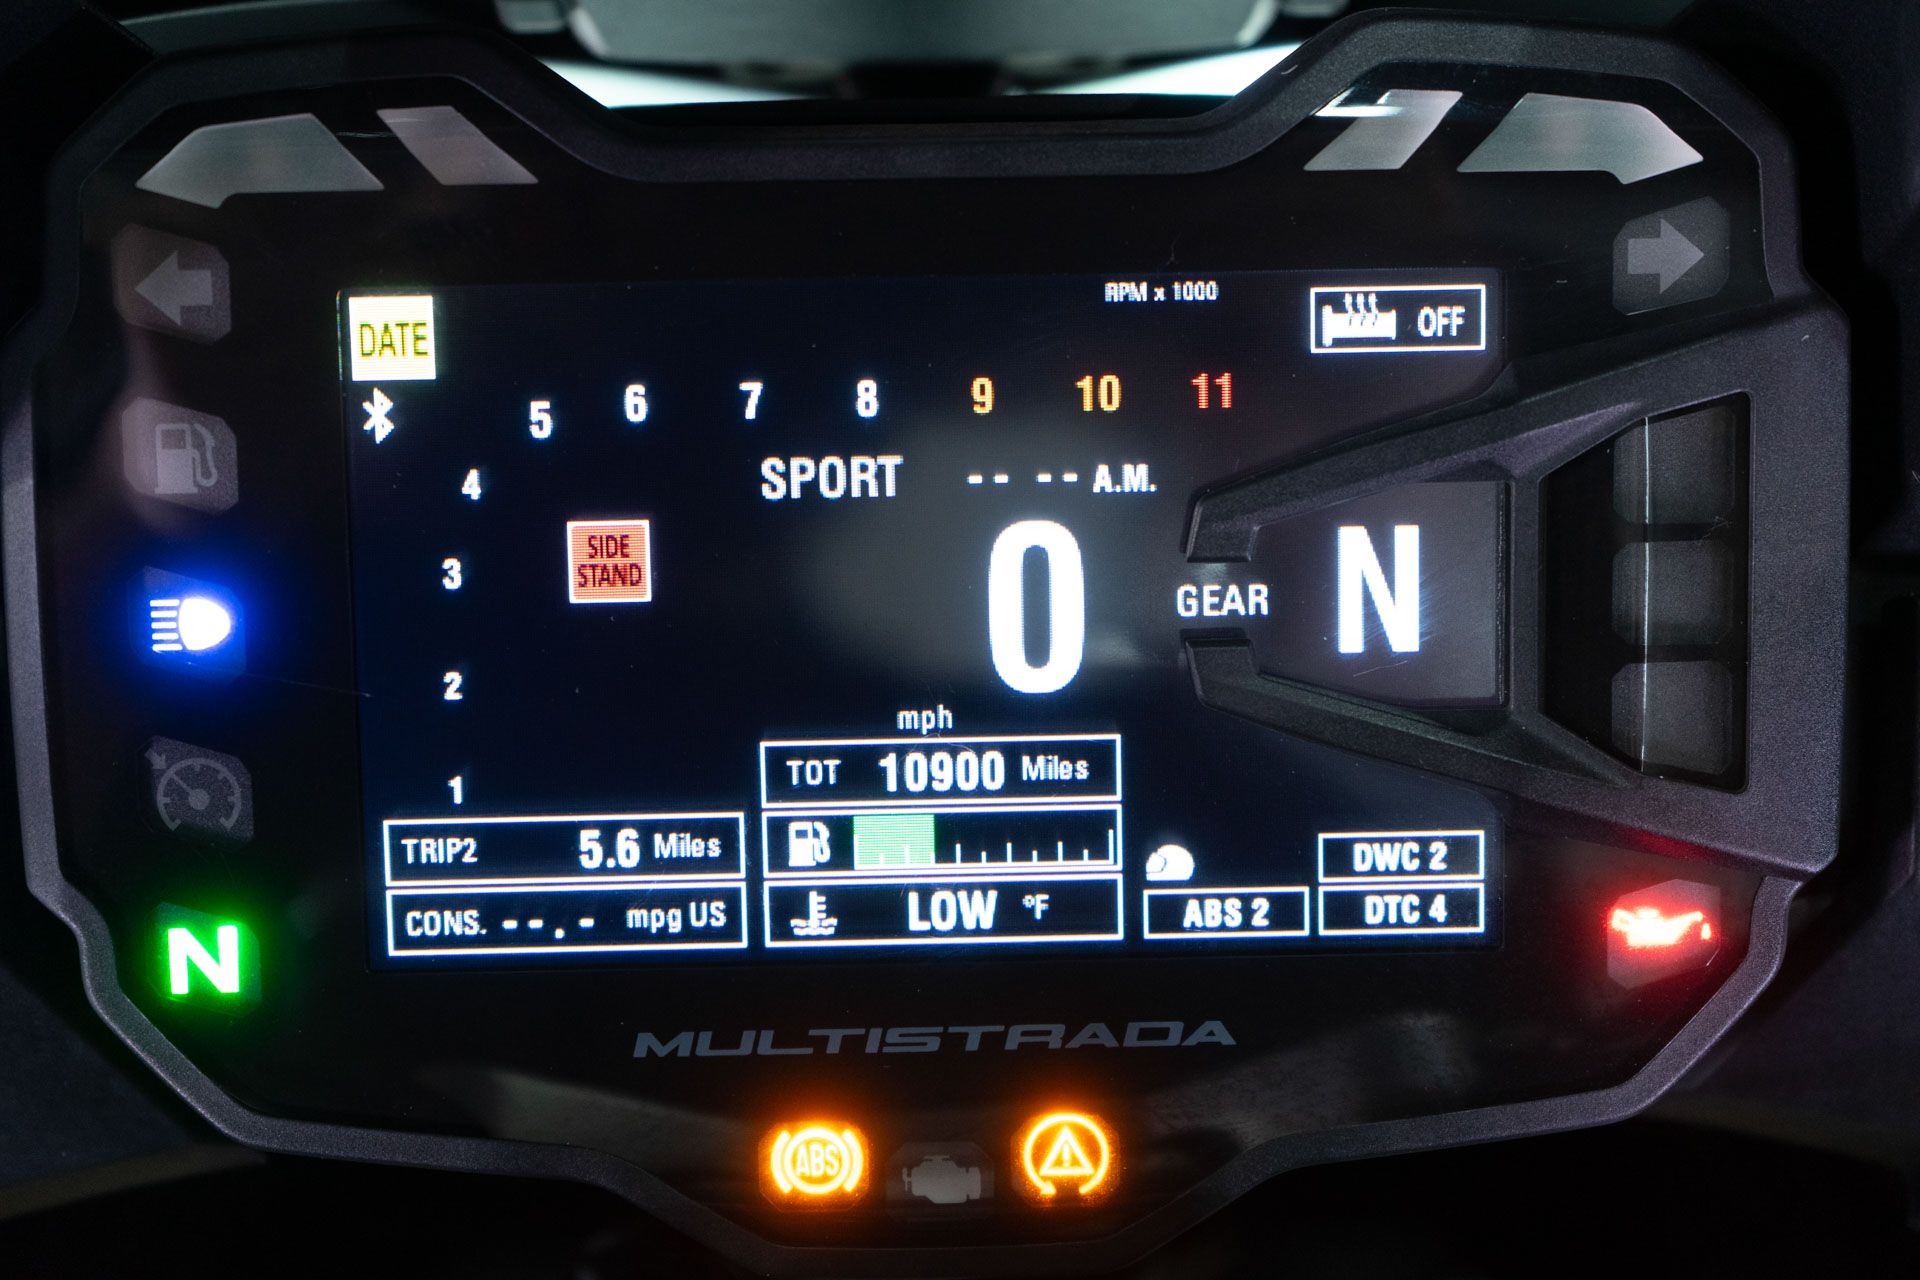 RPM x 1000
OFF
DATE
5 6 7 8 9 10 11
4
SPORT -- -- A.M.
SIDE
STAND
3
0
GEAR
N
2
mph
1
TOT 10900 Miles
TRIP2 5.6 Miles
DWC 2
CONS. --.- mpg US
LOW °F
ABS 2
DTC 4
N
MULTISTRADA
ABS